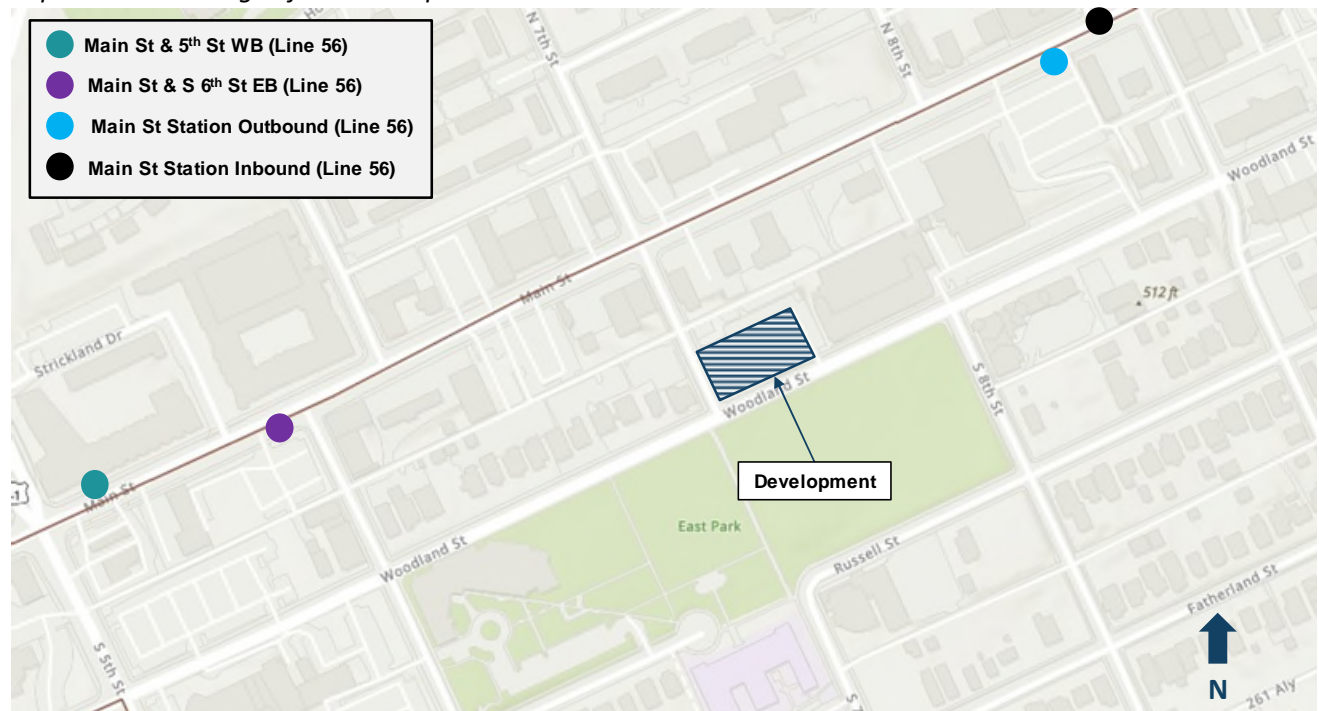 Main St & 5th St WB (Line 56)
Main St & S 6th St EB (Line 56)
Main St Station Outbound (Line 56)
Main St Station Inbound (Line 56)
N 7th St
N 8th St
Woodland St
512 ft
Main St
Strickland Dr
S 8th St
Woodland St
Development
Main St
East Park
Russell St
Woodland St
Fatherland St
S 5th St
N
261 Aly